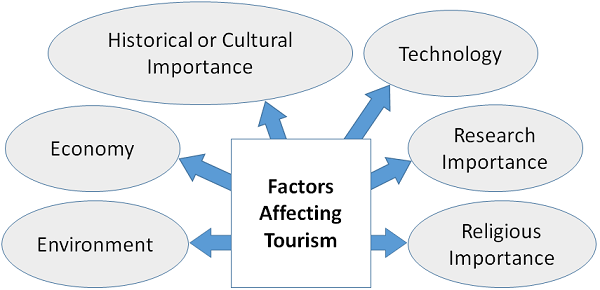 Historical or Cultural
Importance
Technology
Economy
Research
Importance
Factors
Affecting
Tourism
Environment
Religious
Importance